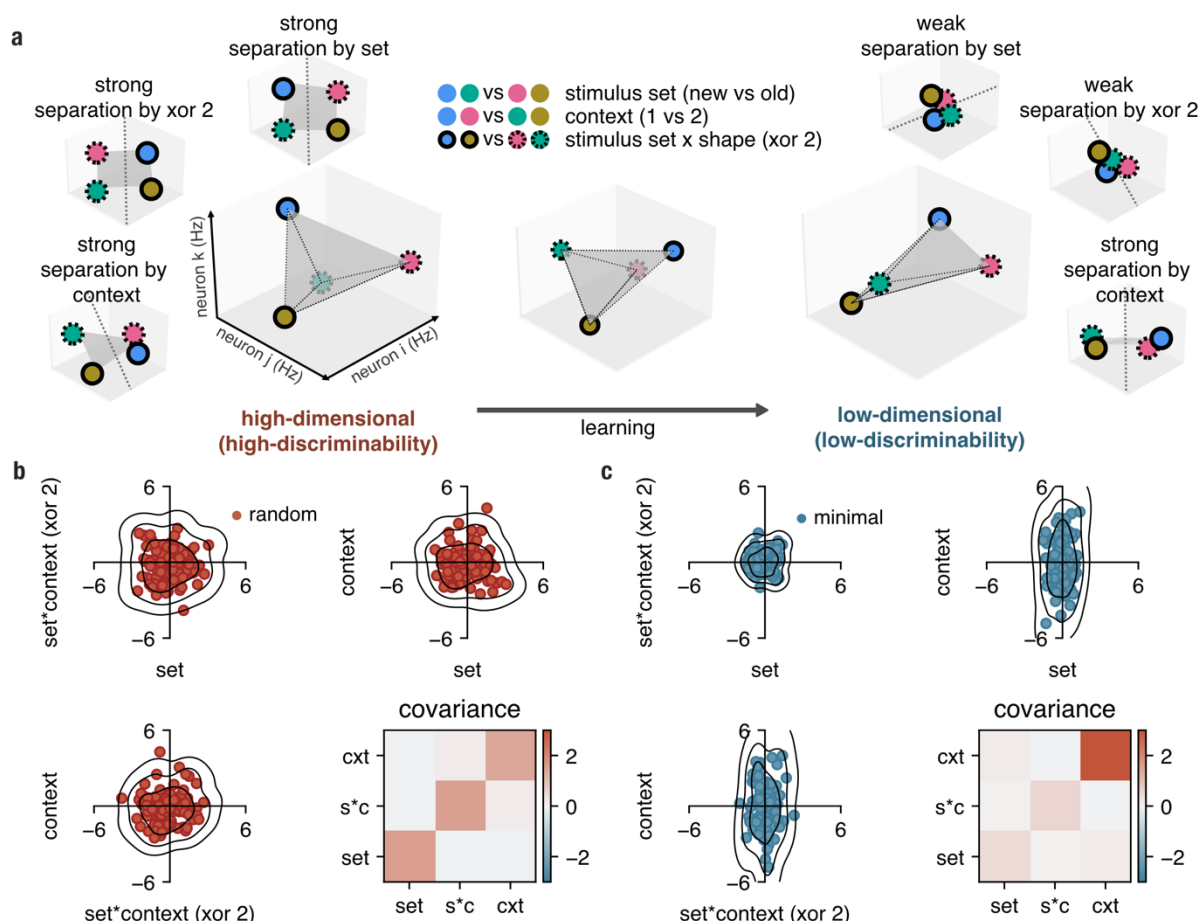 a
strong
separation by xor 2
strong
separation by set
strong
separation by
context
vs stimulus set (new vs old)
vs context (1 vs 2)
vs stimulus set x shape (xor 2)
weak
separation by set
weak
separation by xor 2
strong
separation by
context
neuron k (Hz)
neuron j (Hz)
neuron i (Hz)
high-dimensional
(high-discriminability)
learning
low-dimensional
(low-discriminability)
b
set*context (xor 2)
6
−6
6
−6
set
random
context
6
−6
6
−6
set
context
6
−6
6
−6
set*context (xor 2)
covariance
cxt
s*c
set
set
s*c
cxt
2
0
−2
c
set*context (xor 2)
6
−6
6
−6
set
minimal
context
6
−6
6
−6
set
context
6
−6
6
−6
set*context (xor 2)
covariance
cxt
s*c
set
set
s*c
cxt
2
0
−2